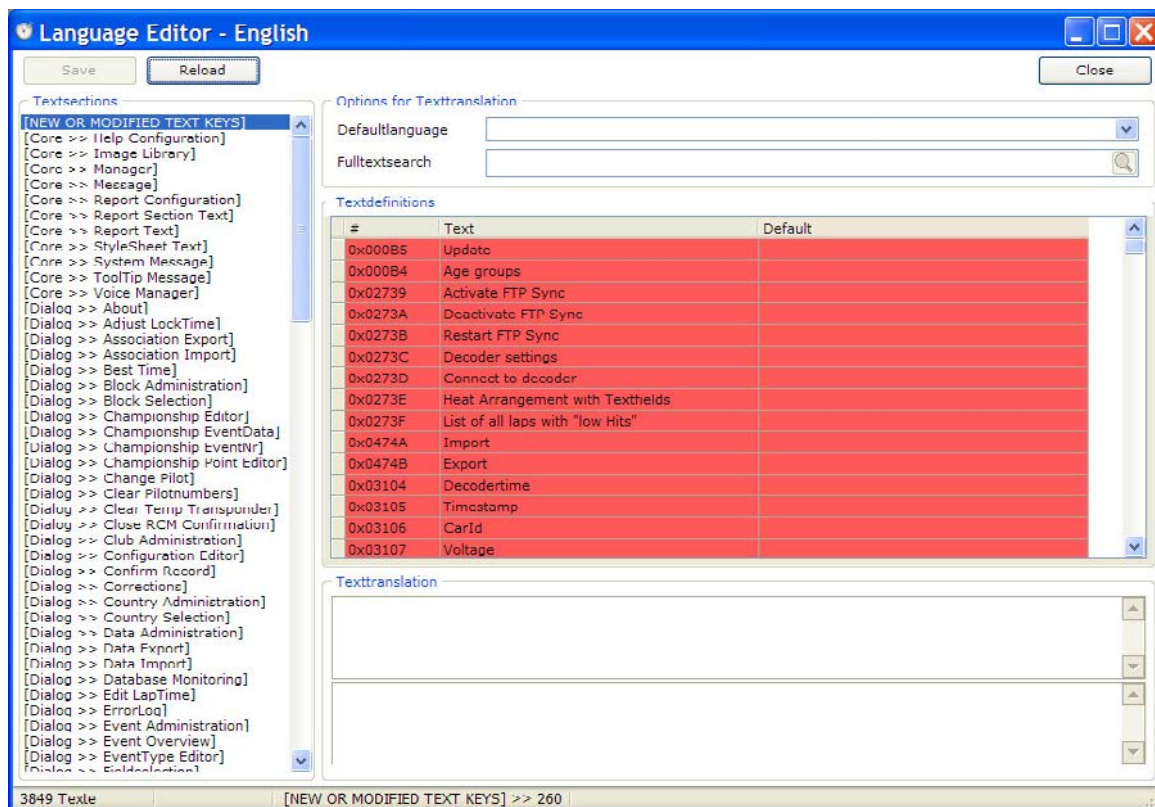 Language Editor - English
Save Reload Close
Textsections
[NEW OR MODIFIED TEXT KEYS]
[Core >> Help Configuration]
[Core >> Image Library]
[Core >> Manager]
[Core >> Message]
[Core >> Report Configuration]
[Core >> Report Section Text]
[Core >> Report Text]
[Core >> StyleSheet Text]
[Core >> System Message]
[Core >> ToolTip Message]
[Core >> Voice Manager]
[Dialog >> About]
[Dialog >> Adjust LockTime]
[Dialog >> Association Export]
[Dialog >> Association Import]
[Dialog >> Best Time]
[Dialog >> Block Administration]
[Dialog >> Block Selection]
[Dialog >> Championship Editor]
[Dialog >> Championship EventData]
[Dialog >> Championship EventNr]
[Dialog >> Championship Point Editor]
[Dialog >> Change Pilot]
[Dialog >> Clear Pilotnumbers]
[Dialog >> Clear Temp Transponder]
[Dialog >> Close RCM Confirmation]
[Dialog >> Club Administration]
[Dialog >> Configuration Editor]
[Dialog >> Confirm Record]
[Dialog >> Corrections]
[Dialog >> Country Administration]
[Dialog >> Country Selection]
[Dialog >> Data Administration]
[Dialog >> Data Export]
[Dialog >> Data Import]
[Dialog >> Database Monitoring]
[Dialog >> Edit LapTime]
[Dialog >> ErrorLog]
[Dialog >> Event Administration]
[Dialog >> Event Overview]
[Dialog >> EventType Editor]
[Dialog >> Fieldselection]
Options for Texttranslation
Defaultlanguage
Fulltextsearch
Textdefinitions
# Text Default
0x000B5 Update
0x000B4 Age groups
0x02739 Activate FTP Sync
0x0273A Deactivate FTP Sync
0x0273B Restart FTP Sync
0x0273C Decoder settings
0x0273D Connect to decoder
0x0273E Heat Arrangement with Textfields
0x0273F List of all laps with "low Hits"
0x0474A Import
0x0474B Export
0x03104 Decodertime
0x03105 Timestamp
0x03106 CarId
0x03107 Voltage
Texttranslation
3849 Texte [NEW OR MODIFIED TEXT KEYS] >> 260